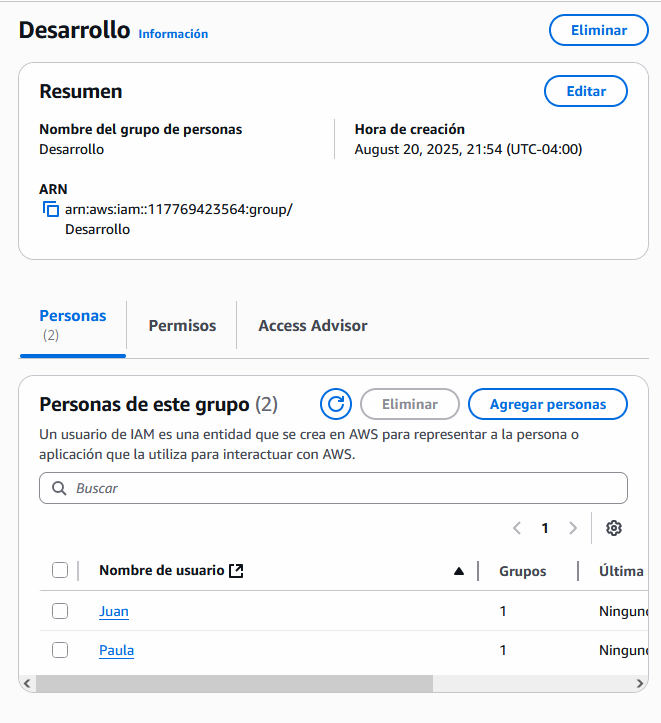 Desarrollo Información
Eliminar
Resumen
Editar
Nombre del grupo de personas
Desarrollo
Hora de creación
August 20, 2025, 21:54 (UTC-04:00)
ARN
arn:aws:iam::117769423564:group/
Desarrollo
Personas
(2)
Permisos
Access Advisor
Personas de este grupo (2)
Eliminar
Agregar personas
Un usuario de IAM es una entidad que se crea en AWS para representar a la persona o
aplicación que la utiliza para interactuar con AWS.
Buscar
1
Nombre de usuario Grupos Última
Juan 1
Paula 1